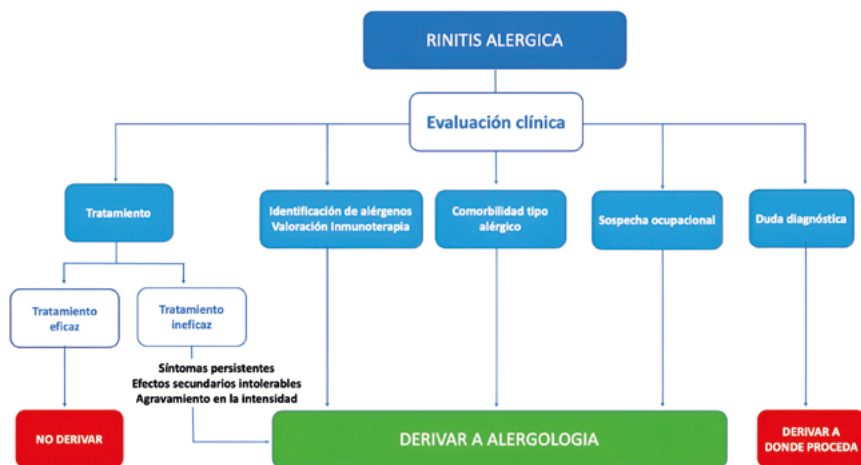 RINITIS ALERGICA
Evaluación clínica
Tratamiento
Identificación de alérgenos
Valoración Inmunoterapia
Comorbilidad tipo
alérgico
Sospecha ocupacional
Duda diagnóstica
Tratamiento
eficaz
Tratamiento
ineficaz
Síntomas persistentes
Efectos secundarios intolerables
Agravamiento en la intensidad
NO DERIVAR
DERIVAR A ALERGOLOGIA
DERIVAR A
DONDE PROCEDA